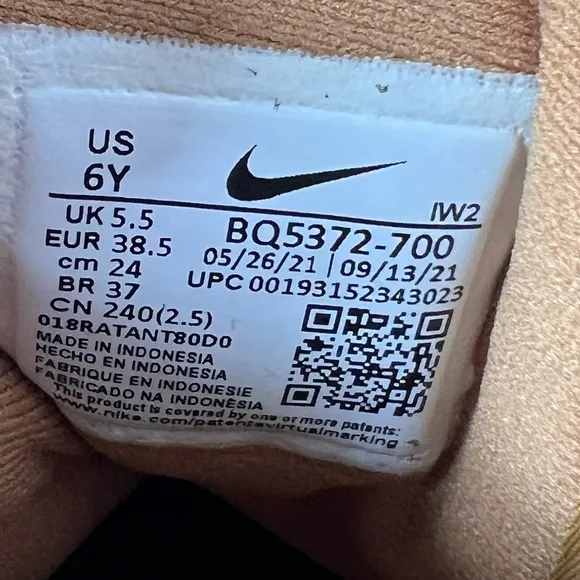 US
6Y
IW2
UK 5.5
BQ5372-700
EUR 38.5
05/26/21 | 09/13/21
cm 24
UPC 00193152343023
BR 37
CN 240(2.5)
018RATANT80D0
MADE IN INDONESIA
HECHO EN INDONESIA
FABRIQUE EN INDONESIE
FABRICADO NA INDONESIA
This product is covered by one or more patents:
www.nike.com/patentsvirtualmarking